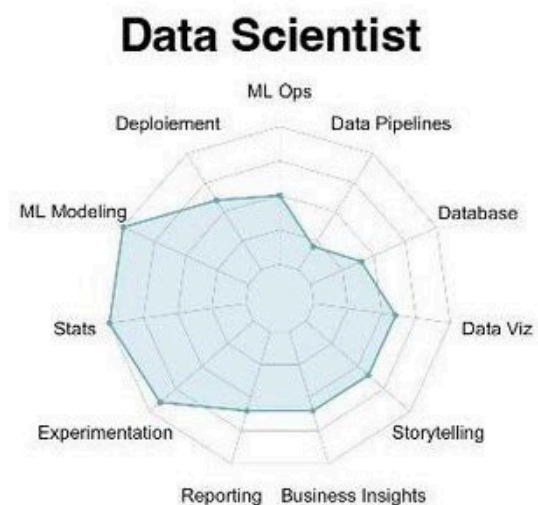 Data Scientist
ML Ops
Deploiement
Data Pipelines
ML Modeling
Database
Stats
Data Viz
Experimentation
Storytelling
Reporting
Business Insights